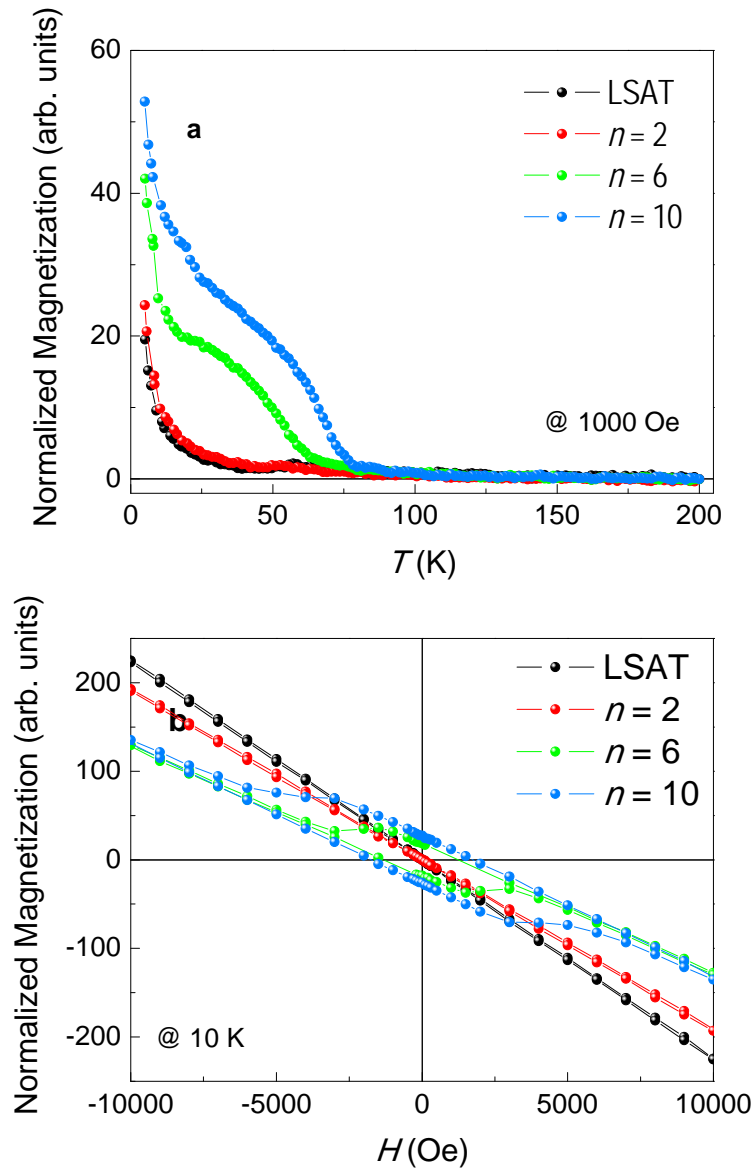 60
40
20
0
Normalized Magnetization (arb. units)
a
LSAT
n = 2
n = 6
n = 10
@ 1000 Oe
0 50 100 150 200
T (K)
200
100
0
-100
-200
Normalized Magnetization (arb. units)
b
LSAT
n = 2
n = 6
n = 10
@ 10 K
-10000 -5000 0 5000 10000
H (Oe)